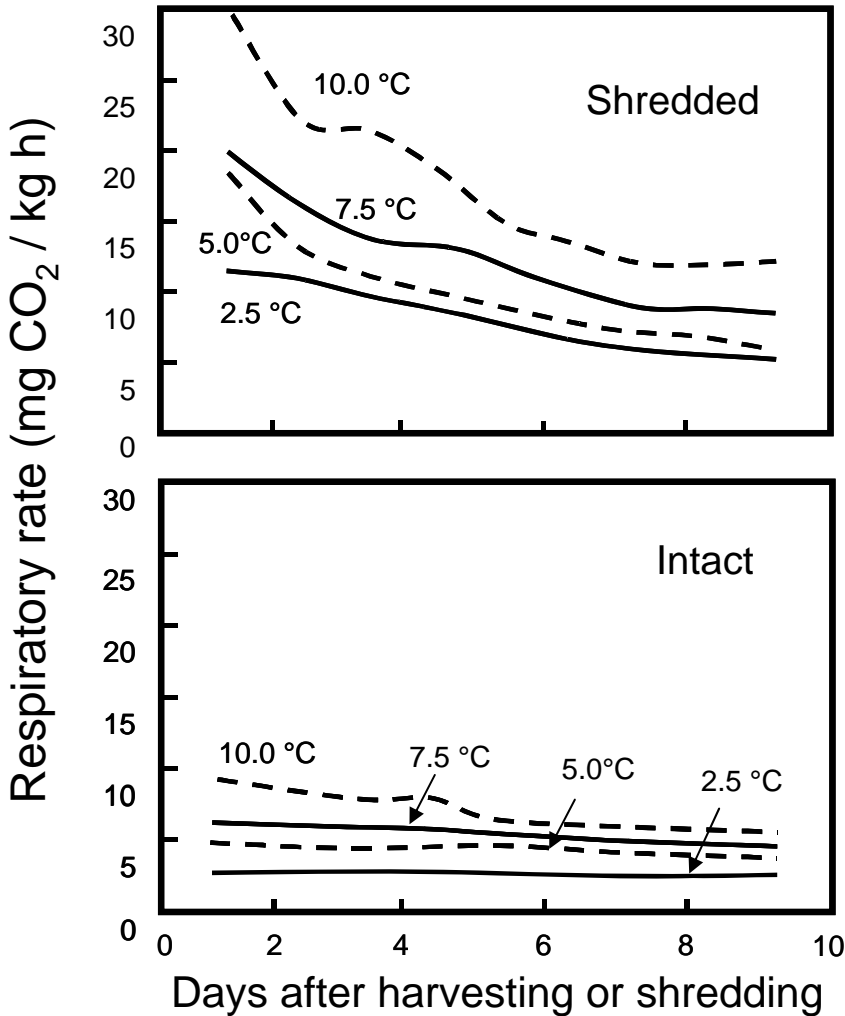 Respiratory rate (mg CO₂ / kg h)
30
25
20
15
10
5
0
Shredded
10.0 °C
7.5 °C
5.0°C
2.5 °C
30
25
20
15
10
5
0
Intact
10.0 °C
7.5 °C
5.0°C
2.5 °C
0 2 4 6 8 10
Days after harvesting or shredding